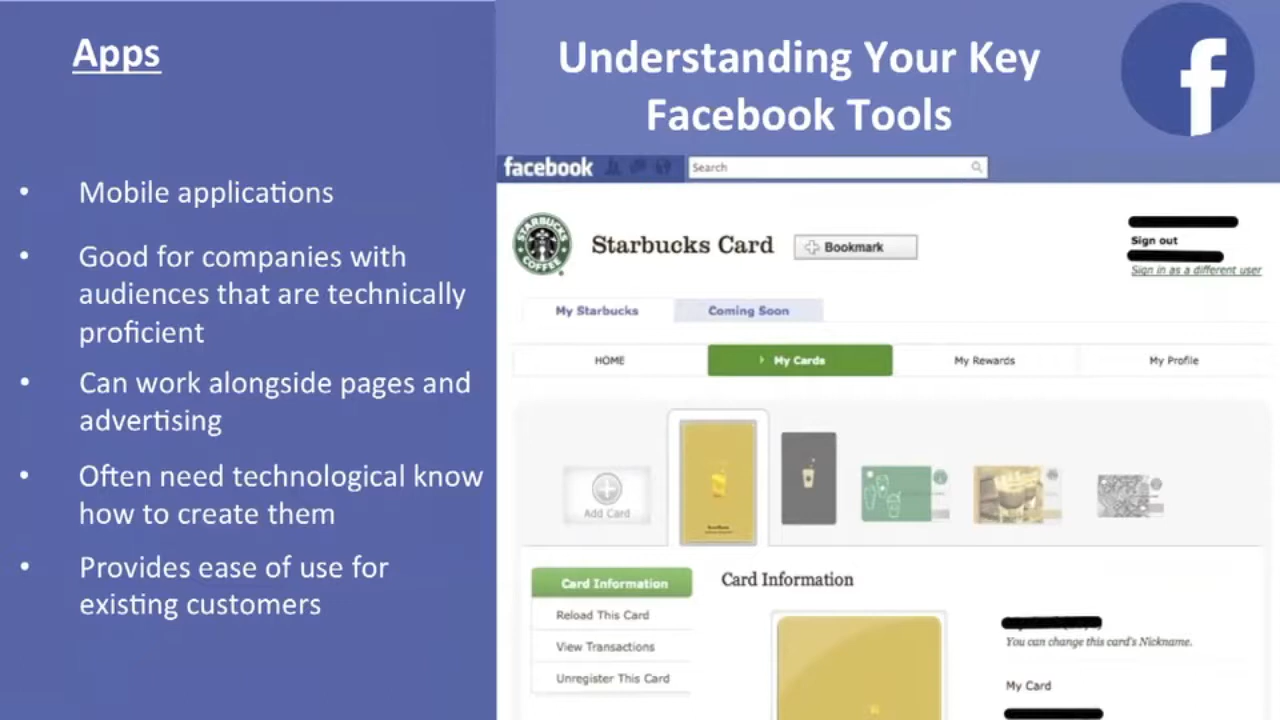 Apps
Understanding Your Key
Facebook Tools
f
• Mobile applications
• Good for companies with
audiences that are technically
proficient
• Can work alongside pages and
advertising
• Often need technological know
how to create them
• Provides ease of use for
existing customers
facebook
Search
STARBUCKS
COFFEE
Starbucks Card
Bookmark
Sign out
Sign in as a different user
My Starbucks
Coming Soon
HOME
My Cards
My Rewards
My Profile
Add Card
Card Information
Reload This Card
View Transactions
Unregister This Card
Card Information
You can change this card's Nickname.
My Card